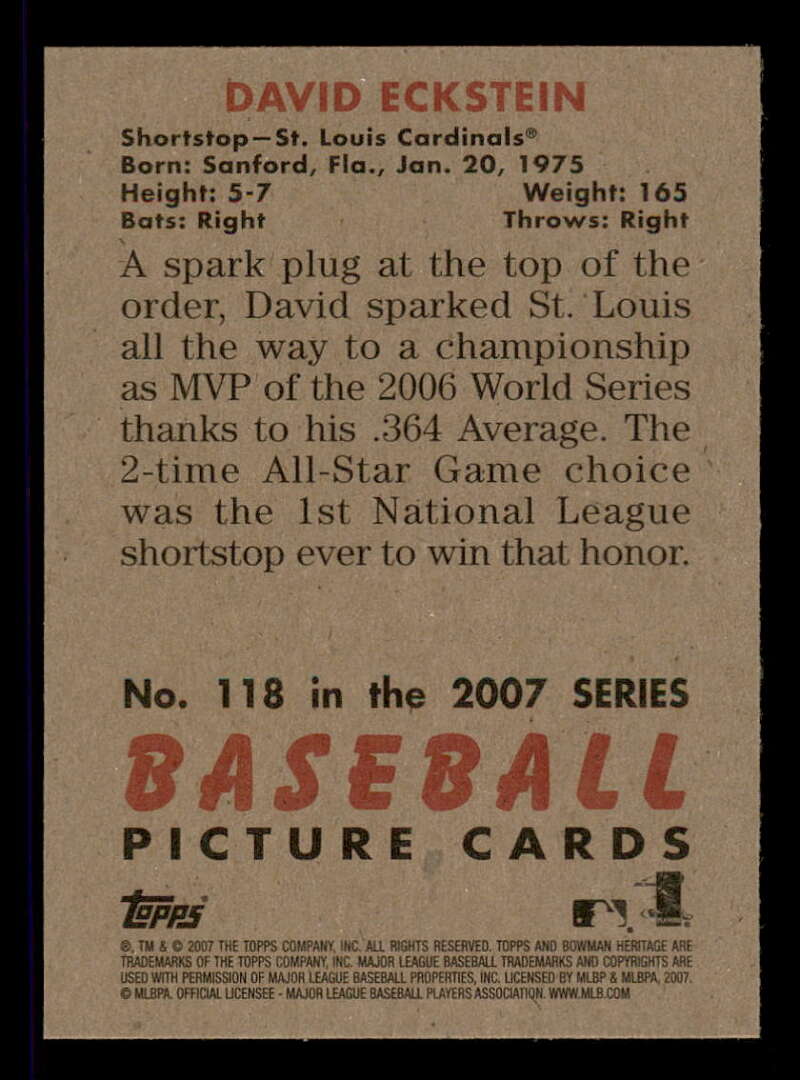 DAVID ECKSTEIN
Shortstop—St. Louis Cardinals®
Born: Sanford, Fla., Jan. 20, 1975
Height: 5-7 Weight: 165
Bats: Right Throws: Right
A spark plug at the top of the
order, David sparked St. Louis
all the way to a championship
as MVP of the 2006 World Series
thanks to his .364 Average. The
2-time All-Star Game choice
was the 1st National League
shortstop ever to win that honor.
No. 118 in the 2007 SERIES
BASEBALL
PICTURE CARDS
Topps
®, TM & © 2007 THE TOPPS COMPANY, INC. ALL RIGHTS RESERVED. TOPPS AND BOWMAN HERITAGE ARE
TRADEMARKS OF THE TOPPS COMPANY, INC. MAJOR LEAGUE BASEBALL TRADEMARKS AND COPYRIGHTS ARE
USED WITH PERMISSION OF MAJOR LEAGUE BASEBALL PROPERTIES, INC. LICENSED BY MLBP & MLBPA, 2007.
© MLBPA. OFFICIAL LICENSEE - MAJOR LEAGUE BASEBALL PLAYERS ASSOCIATION. WWW.MLB.COM